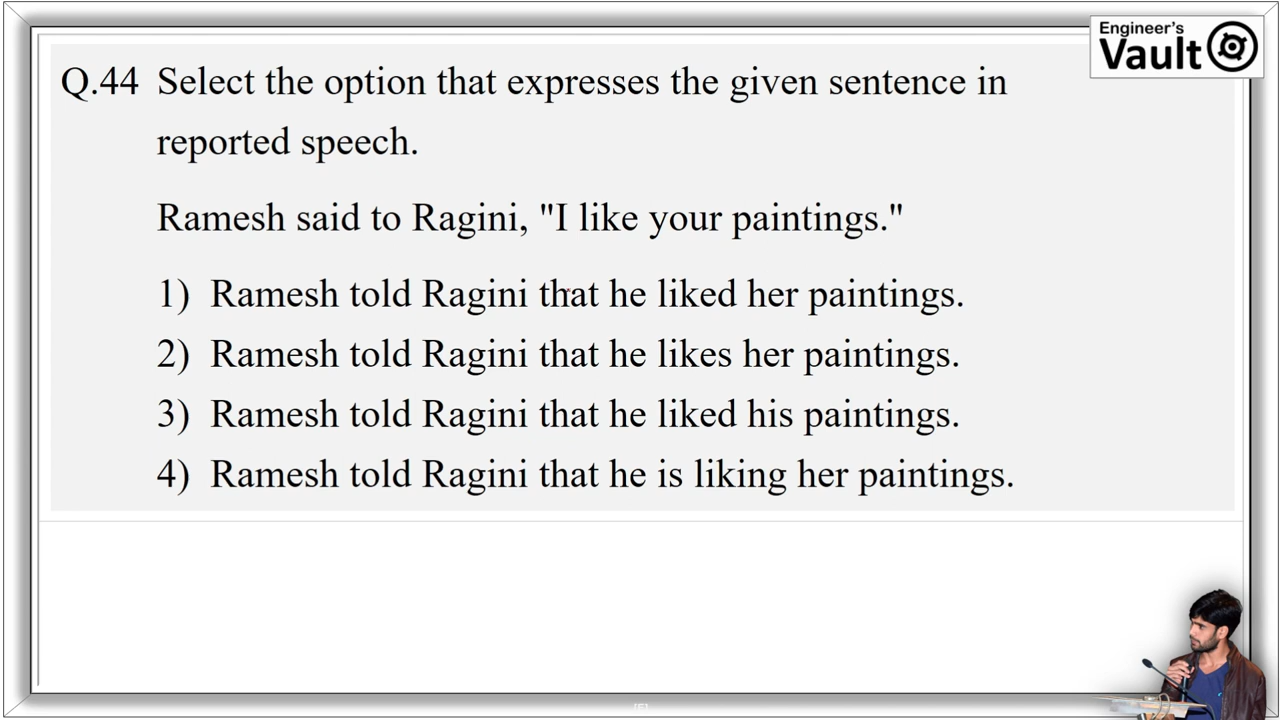 Engineer's
Vault
Q.44 Select the option that expresses the given sentence in
reported speech.
Ramesh said to Ragini, "I like your paintings."
1) Ramesh told Ragini that he liked her paintings.
2) Ramesh told Ragini that he likes her paintings.
3) Ramesh told Ragini that he liked his paintings.
4) Ramesh told Ragini that he is liking her paintings.